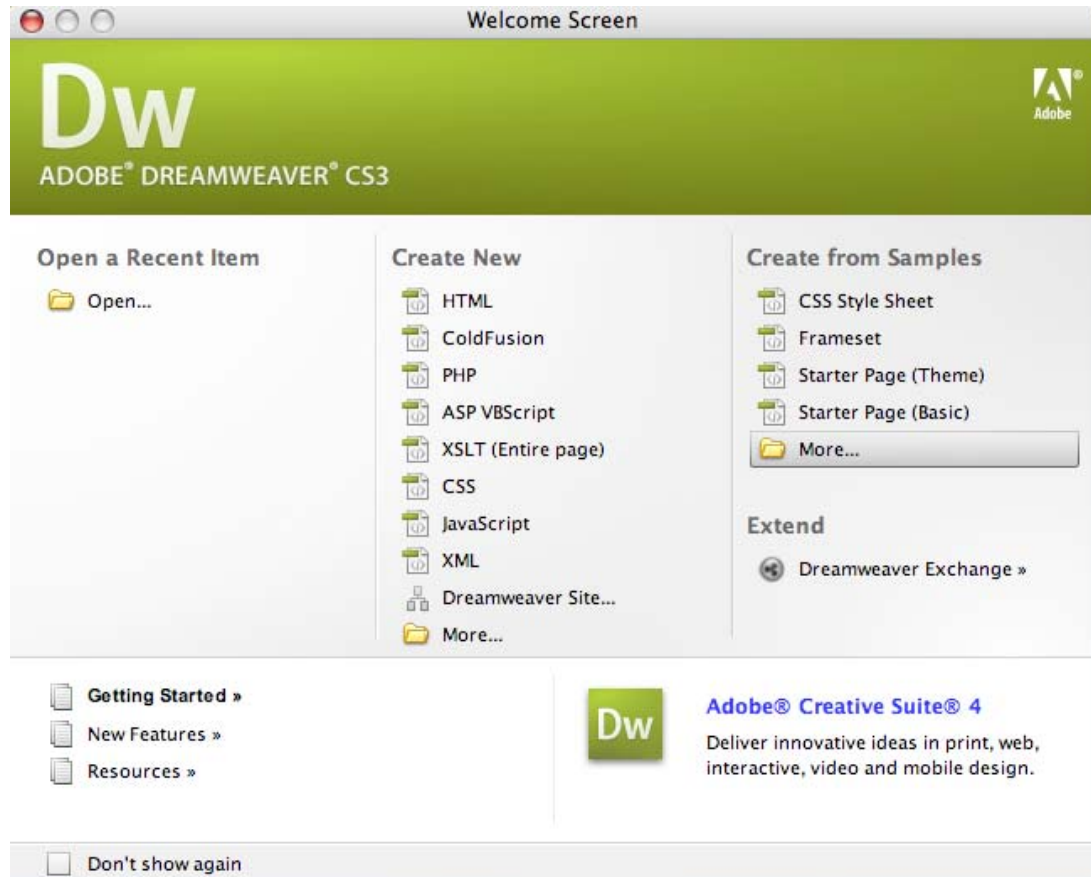 Welcome Screen
Dw
ADOBE® DREAMWEAVER® CS3
Adobe®
Open a Recent Item
Open...
Create New
HTML
ColdFusion
PHP
ASP VBScript
XSLT (Entire page)
CSS
JavaScript
XML
Dreamweaver Site...
More...
Create from Samples
CSS Style Sheet
Frameset
Starter Page (Theme)
Starter Page (Basic)
More...
Extend
Dreamweaver Exchange »
Getting Started »
New Features »
Resources »
Dw
Adobe® Creative Suite® 4
Deliver innovative ideas in print, web,
interactive, video and mobile design.
Don't show again